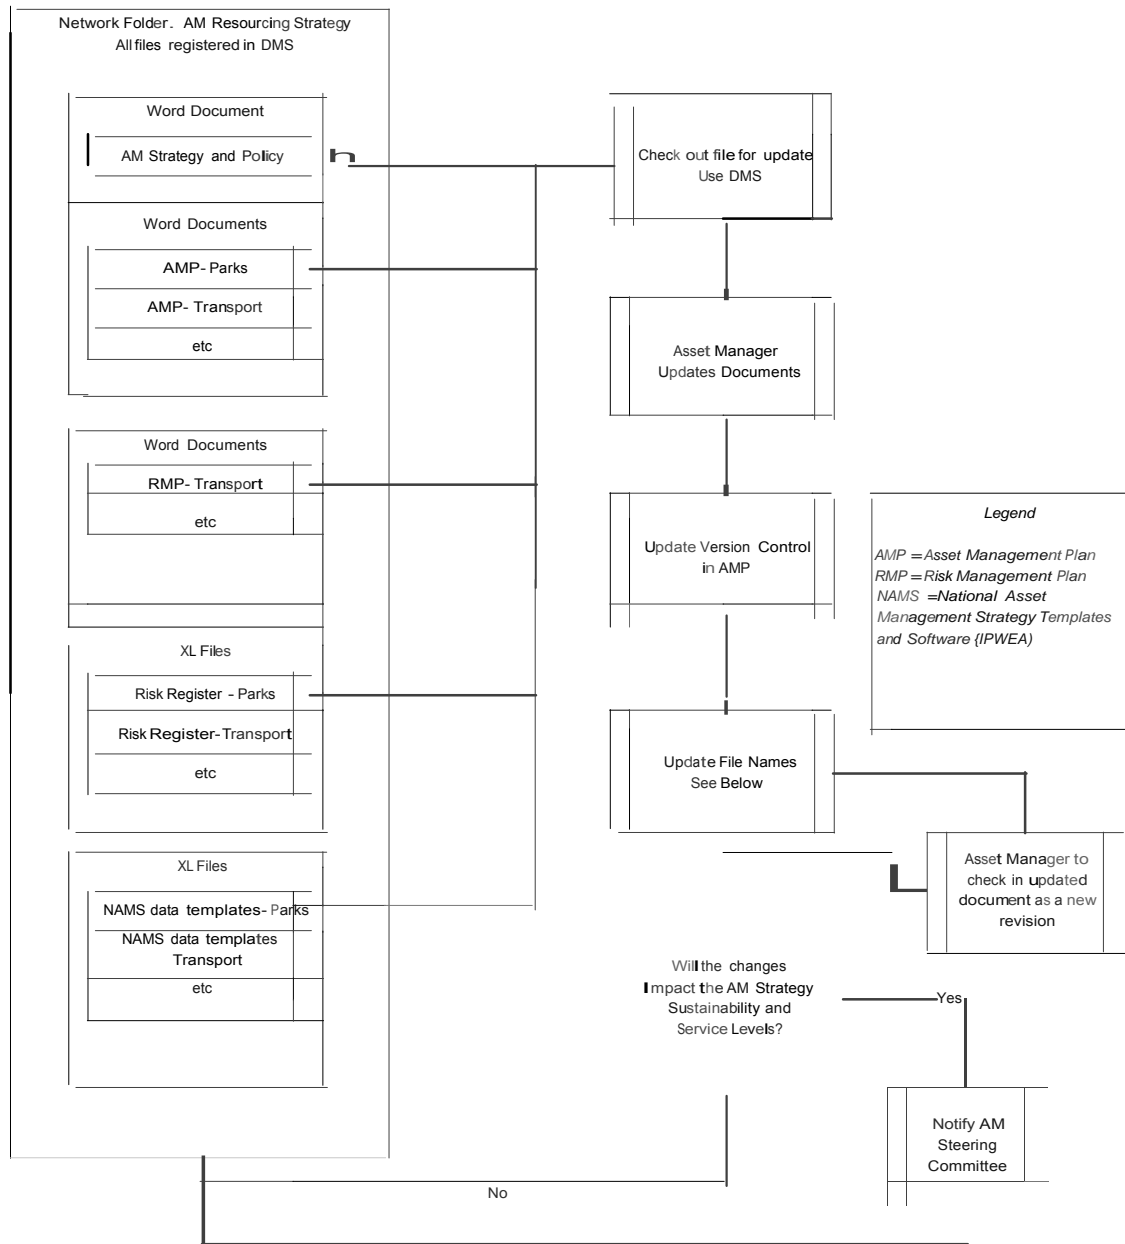 Network Folder. AM Resourcing Strategy
All files registered in DMS
Word Document
AM Strategy and Policy
Word Documents
AMP- Parks
AMP- Transport
etc
Word Documents
RMP- Transport
etc
XL Files
Risk Register - Parks
Risk Register- Transport
etc
XL Files
NAMS data templates- Parks
NAMS data templates
Transport
etc
Check out file for update
Use DMS
Asset Manager
Updates Documents
Update Version Control
in AMP
Update File Names
See Below
Legend
AMP = Asset Management Plan
RMP = Risk Management Plan
NAMS =National Asset
Management Strategy Templates
and Software {IPWEA)
Asset Manager to
check in updated
document as a new
revision
Will the changes
Impact the AM Strategy
Sustainability and
Service Levels?
Yes
Notify AM
Steering
Committee
No